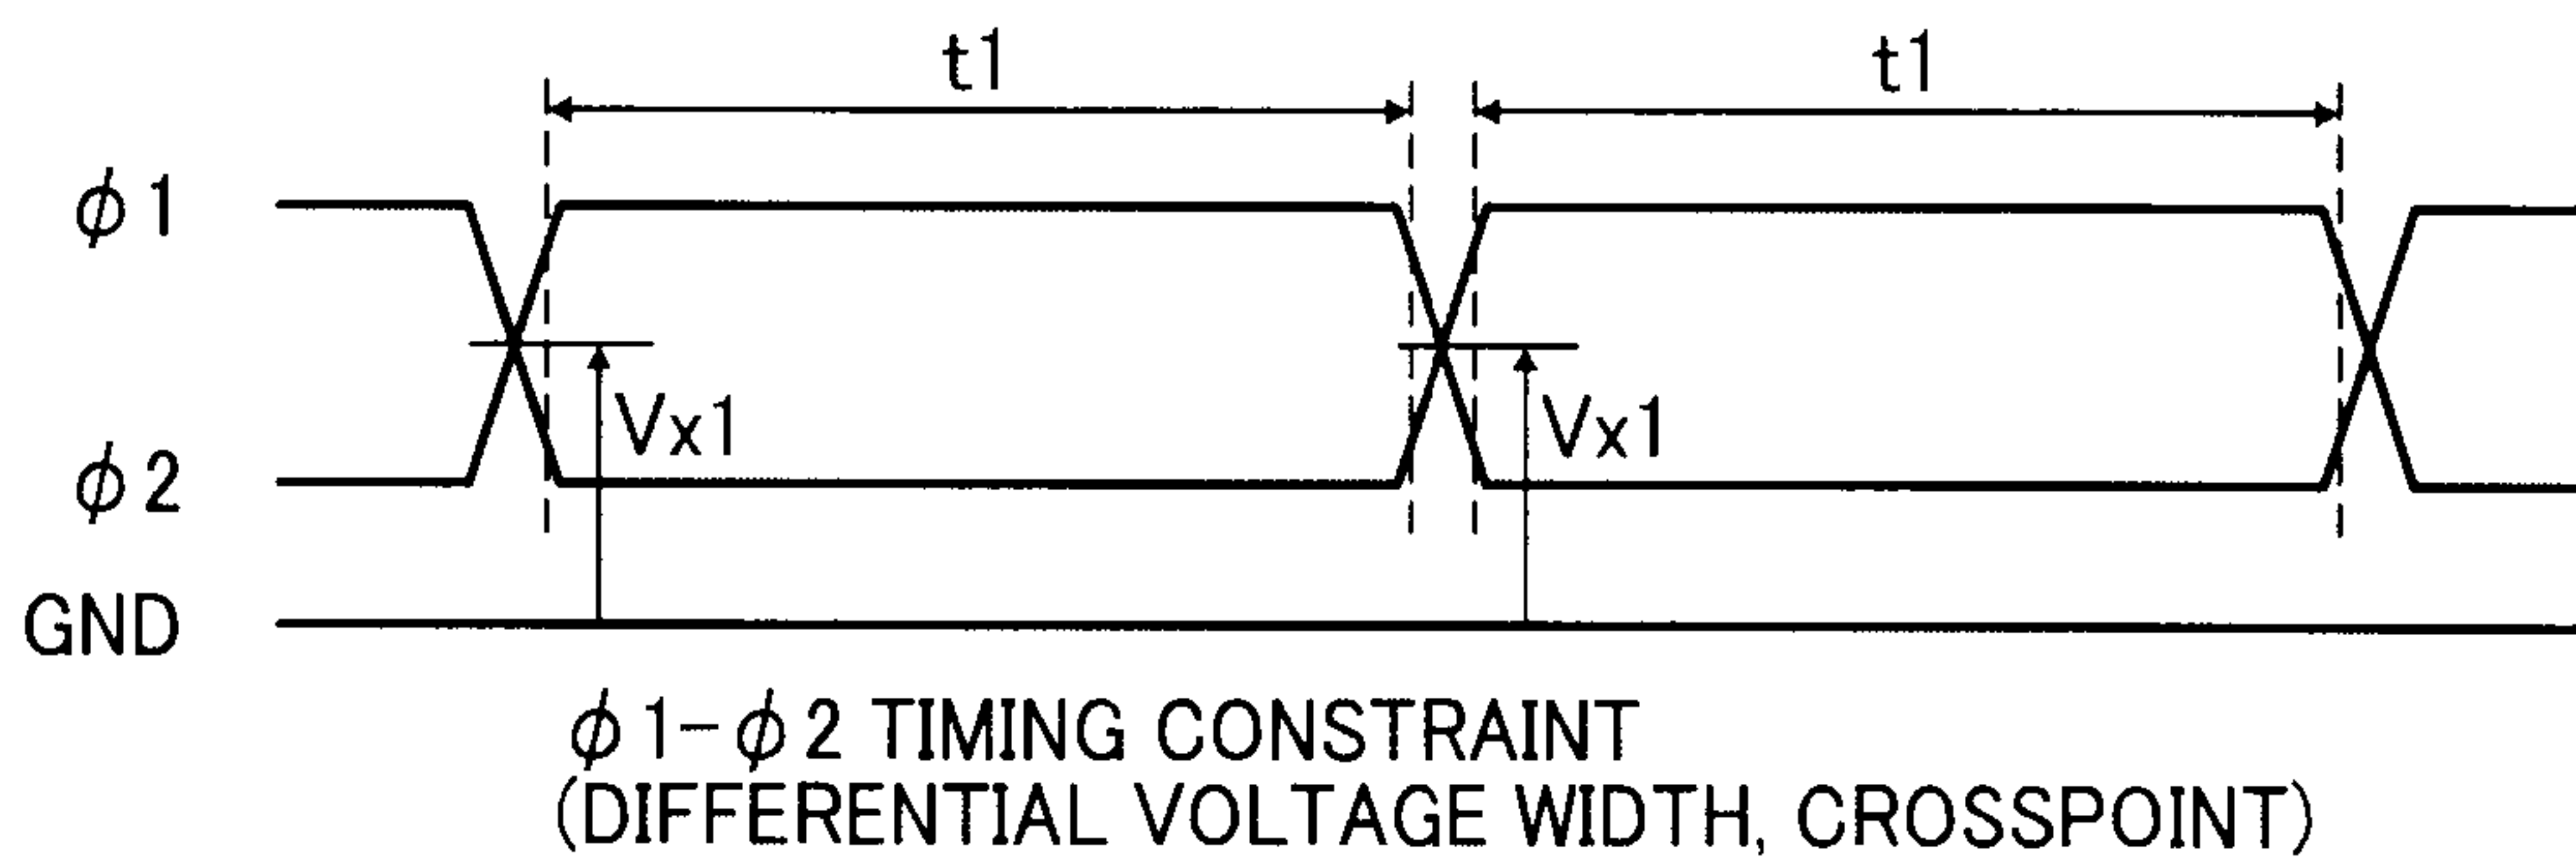 t1
t1
ϕ1
Vx1
Vx1
ϕ2
GND
ϕ1-ϕ2 TIMING CONSTRAINT
(DIFFERENTIAL VOLTAGE WIDTH, CROSSPOINT)